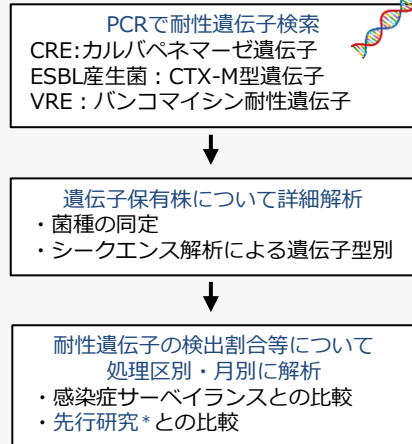 PCRで耐性遺伝子検索
CRE:カルバペネマーゼ遺伝子
ESBL産生菌：CTX-M型遺伝子
VRE：バンコマイシン耐性遺伝子
遺伝子保有株について詳細解析
・菌種の同定
・シークエンス解析による遺伝子型別
耐性遺伝子の検出割合等について
処理区別・月別に解析
・感染症サーベイランスとの比較
・先行研究*との比較